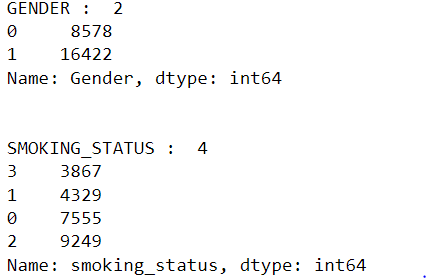 GENDER :  2
0     8578
1    16422
Name: Gender, dtype: int64
SMOKING_STATUS :  4
3    3867
1    4329
0    7555
2    9249
Name: smoking_status, dtype: int64